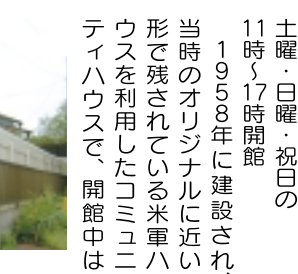 土曜・日曜・祝日の
11時～17時開館
　1958年に建設され、
当時のオリジナルに近い
形で残されている米軍ハ
ウスを利用したコミュニ
ティハウスで、開館中は